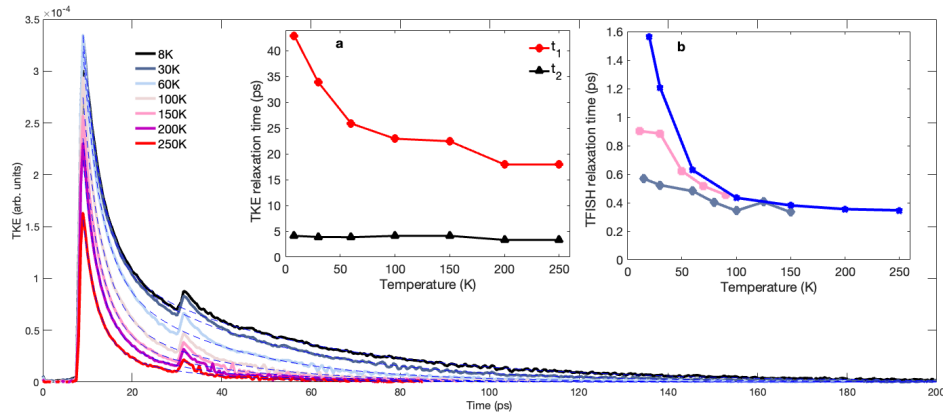 ×10⁻⁴
3.5
3
2.5
2
1.5
1
0.5
0
TKE (arb. units)
0 20 40 60 80 100 120 140 160 180 200
Time (ps)
8K
30K
60K
100K
150K
200K
250K
a
t₁
t₂
40
35
30
25
20
15
10
5
0
TKE relaxation time (ps)
0 50 100 150 200 250
Temperature (K)
b
1.6
1.4
1.2
1
0.8
0.6
0.4
0.2
0
TFISH relaxation time (ps)
0 50 100 150 200 250
Temperature (K)